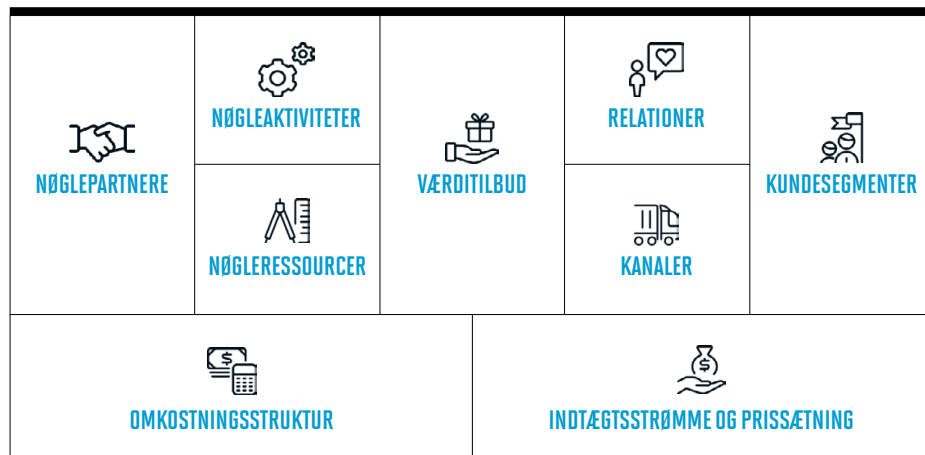 NØGLEPARTNERE
NØGLEAKTIVITETER
NØGLERESSOURCER
VÆRDITILBUD
RELATIONER
KANALER
KUNDESEGMENTER
$
OMKOSTNINGSSTRUKTUR
$
INDTÆGTSSTRØMME OG PRISSÆTNING